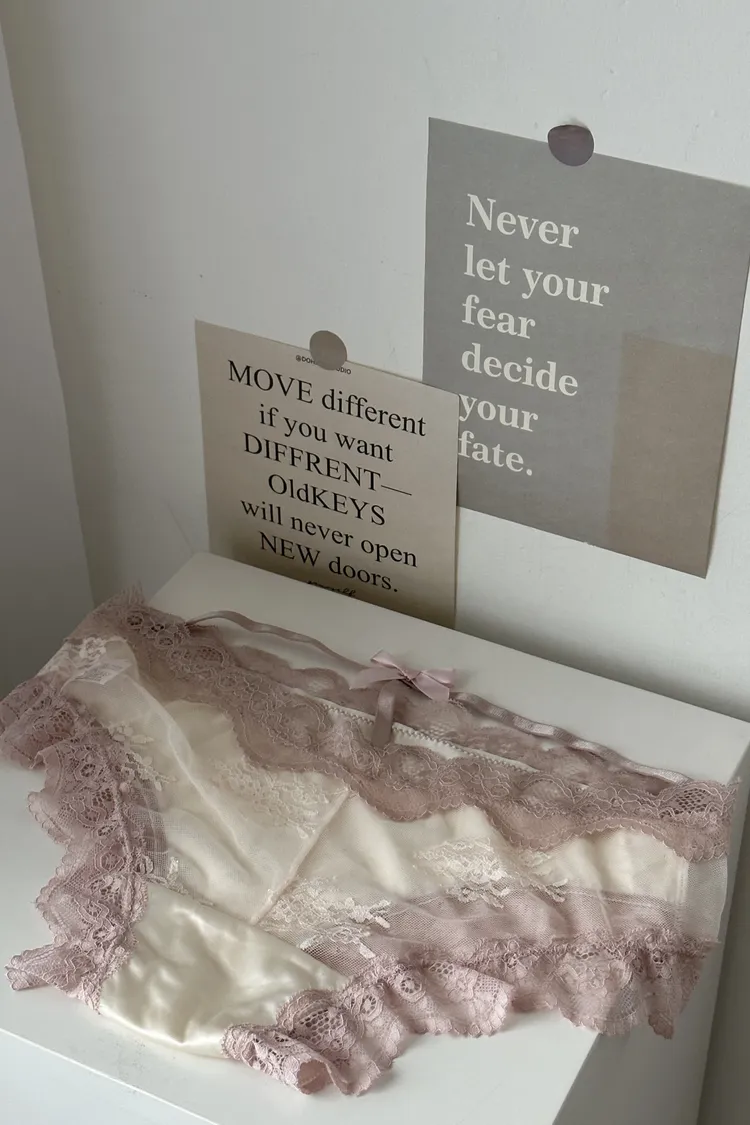 MOVE different
if you want
DIFFRENT—
OldKEYS
will never open
NEW doors.
Never
let your
fear
decide
your
fate.